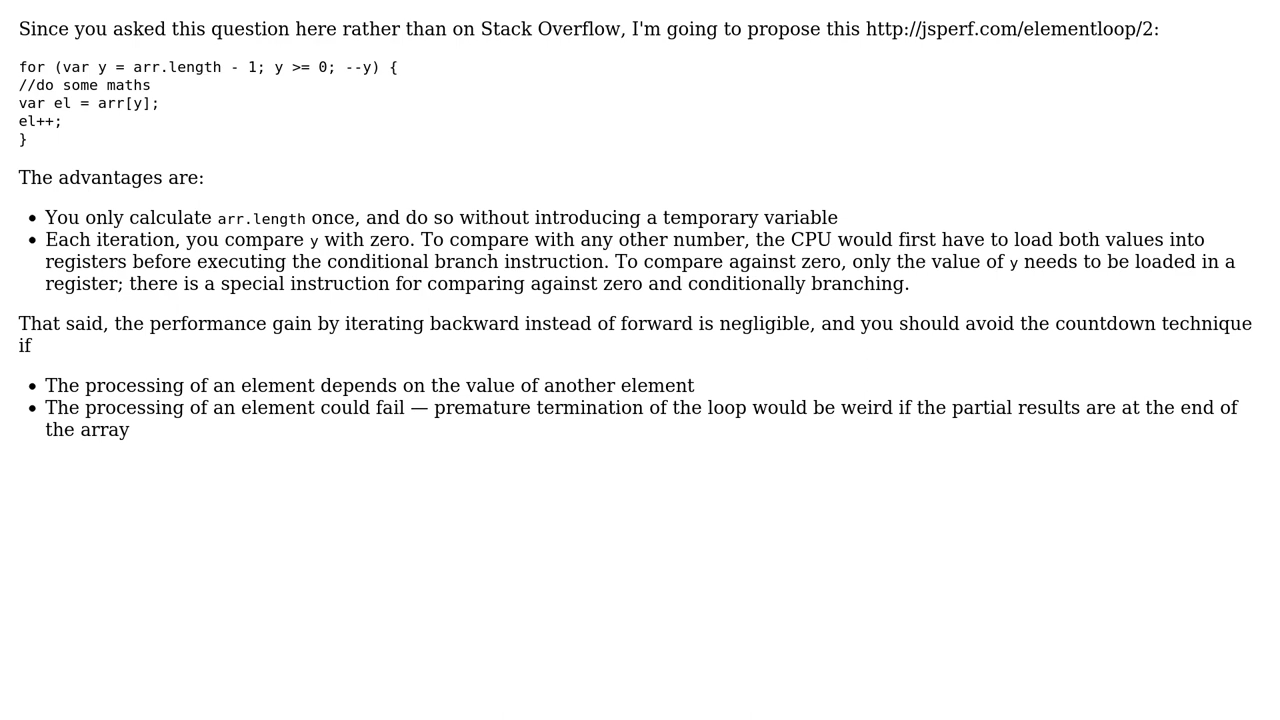 Since you asked this question here rather than on Stack Overflow, I'm going to propose this http://jsperf.com/elementloop/2:
for (var y = arr.length - 1; y >= 0; --y) {
//do some maths
var el = arr[y];
el++;
}
The advantages are:
• You only calculate arr.length once, and do so without introducing a temporary variable
• Each iteration, you compare y with zero. To compare with any other number, the CPU would first have to load both values into
registers before executing the conditional branch instruction. To compare against zero, only the value of y needs to be loaded in a
register; there is a special instruction for comparing against zero and conditionally branching.
That said, the performance gain by iterating backward instead of forward is negligible, and you should avoid the countdown technique
if
• The processing of an element depends on the value of another element
• The processing of an element could fail — premature termination of the loop would be weird if the partial results are at the end of
the array